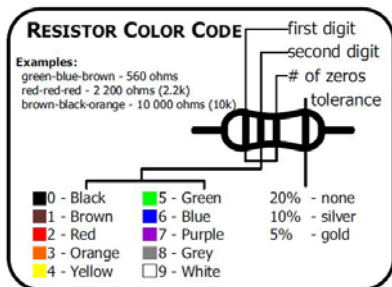 RESISTOR COLOR CODE
first digit
second digit
# of zeros
tolerance
Examples:
green-blue-brown - 560 ohms
red-red-red - 2 200 ohms (2.2k)
brown-black-orange - 10 000 ohms (10k)
0 - Black
1 - Brown
2 - Red
3 - Orange
4 - Yellow
5 - Green
6 - Blue
7 - Purple
8 - Grey
9 - White
20% - none
10% - silver
5% - gold